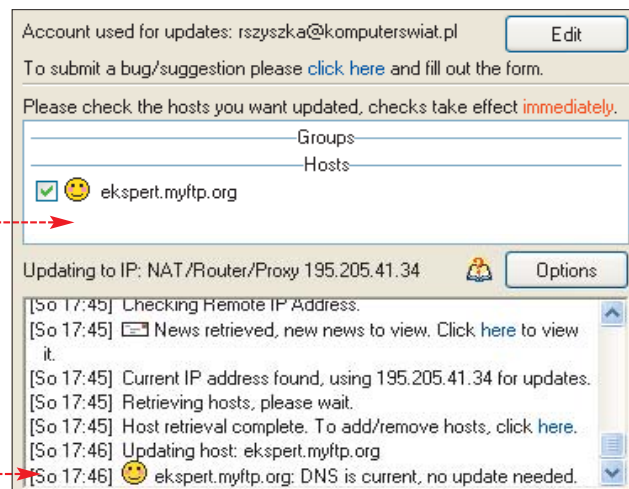 Account used for updates: rszyszka@komputerswiat.pl
Edit
To submit a bug/suggestion please click here and fill out the form.
Please check the hosts you want updated, checks take effect immediately.
Groups
Hosts
ekspert.myftp.org
Updating to IP: NAT/Router/Proxy 195.205.41.34
Options
[So 17:45] Checking Remote IP Address.
[So 17:45] News retrieved, new news to view. Click here to view
it.
[So 17:45] Current IP address found, using 195.205.41.34 for updates.
[So 17:45] Retrieving hosts, please wait.
[So 17:45] Host retrieval complete. To add/remove hosts, click here.
[So 17:46] Updating host: ekspert.myftp.org
[So 17:46] ekspert.myftp.org: DNS is current, no update needed.